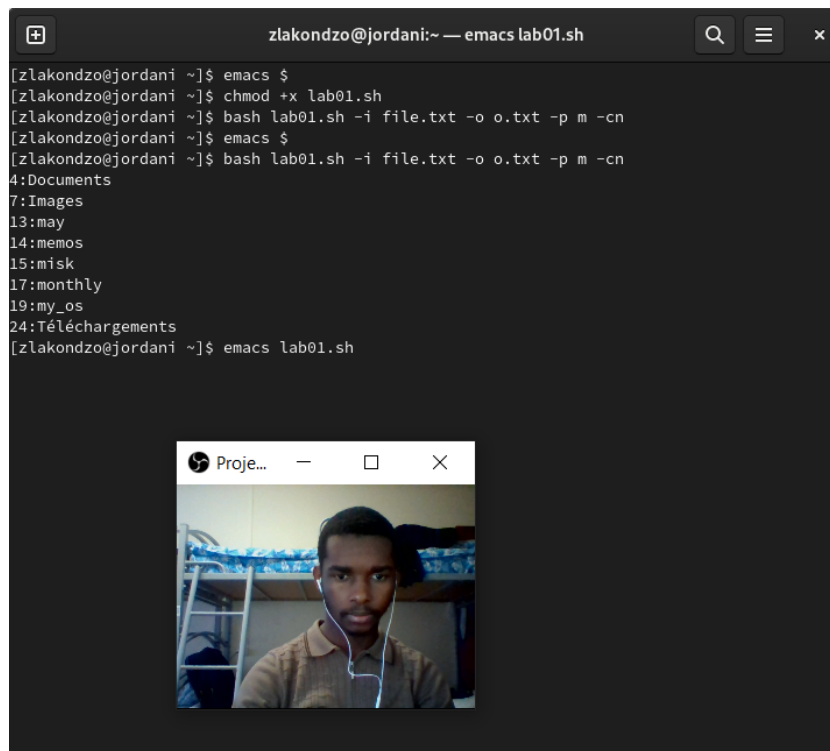 zlakondzo@jordani:~ — emacs lab01.sh
[zlakondzo@jordani ~]$ emacs $
[zlakondzo@jordani ~]$ chmod +x lab01.sh
[zlakondzo@jordani ~]$ bash lab01.sh -i file.txt -o o.txt -p m -cn
[zlakondzo@jordani ~]$ emacs $
[zlakondzo@jordani ~]$ bash lab01.sh -i file.txt -o o.txt -p m -cn
4:Documents
7:Images
13:may
14:memos
15:misk
17:monthly
19:my_os
24:Téléchargements
[zlakondzo@jordani ~]$ emacs lab01.sh
Proje...